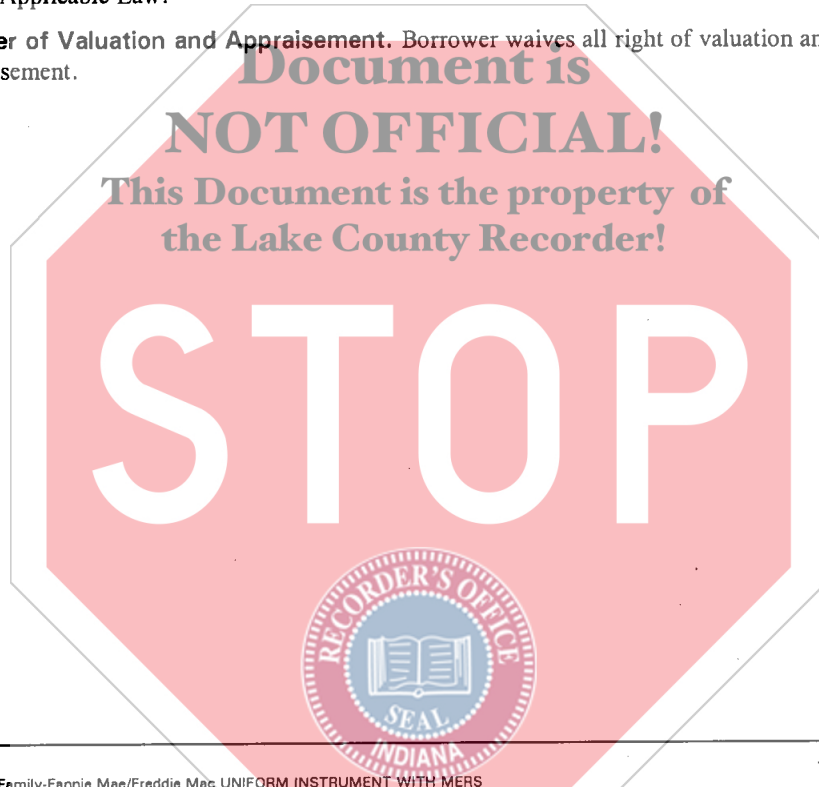 Applicable Law.
er of Valuation and Appraisement. Borrower waives all right of valuation an
sement.
Document is
NOT OFFICIAL!
This Document is the property of
the Lake County Recorder!
STOP
RECORDER'S OFFICE
SEAL
INDIANA
Family-Fannie Mae/Freddie Mac UNIFORM INSTRUMENT WITH MERS